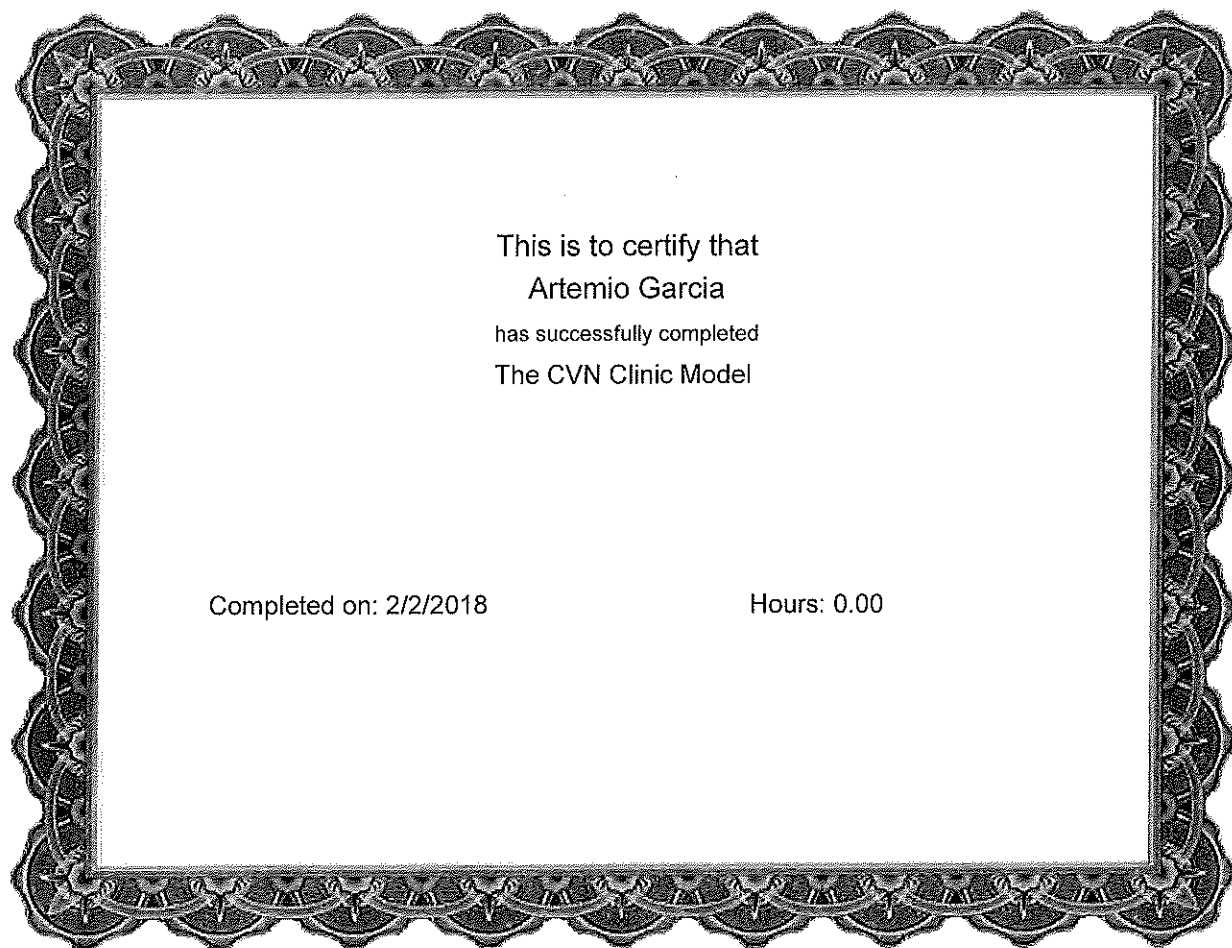 This is to certify that
Artemio Garcia
has successfully completed
The CVN Clinic Model
Completed on: 2/2/2018
Hours: 0.00